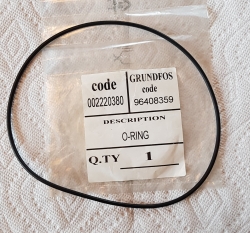 code
002220380
GRUNDFOS
code
96408359
DESCRIPTION
O-RING
Q.TY 1